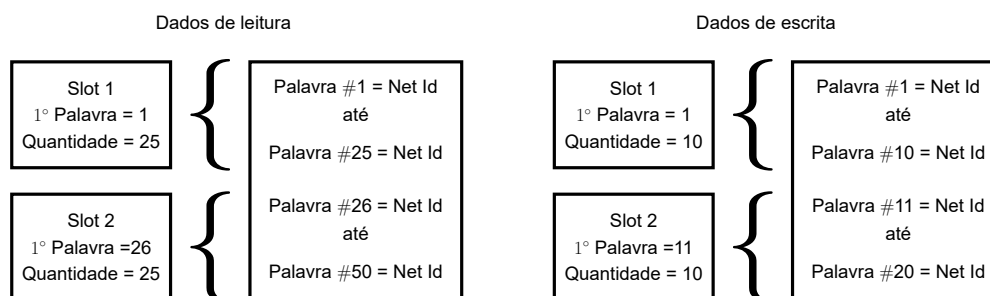 Dados de leitura
Slot 1
1° Palavra = 1
Quantidade = 25
Palavra #1 = Net Id
até
Palavra #25 = Net Id
Slot 2
1° Palavra =26
Quantidade = 25
Palavra #26 = Net Id
até
Palavra #50 = Net Id
Dados de escrita
Slot 1
1° Palavra = 1
Quantidade = 10
Palavra #1 = Net Id
até
Palavra #10 = Net Id
Slot 2
1° Palavra =11
Quantidade = 10
Palavra #11 = Net Id
até
Palavra #20 = Net Id